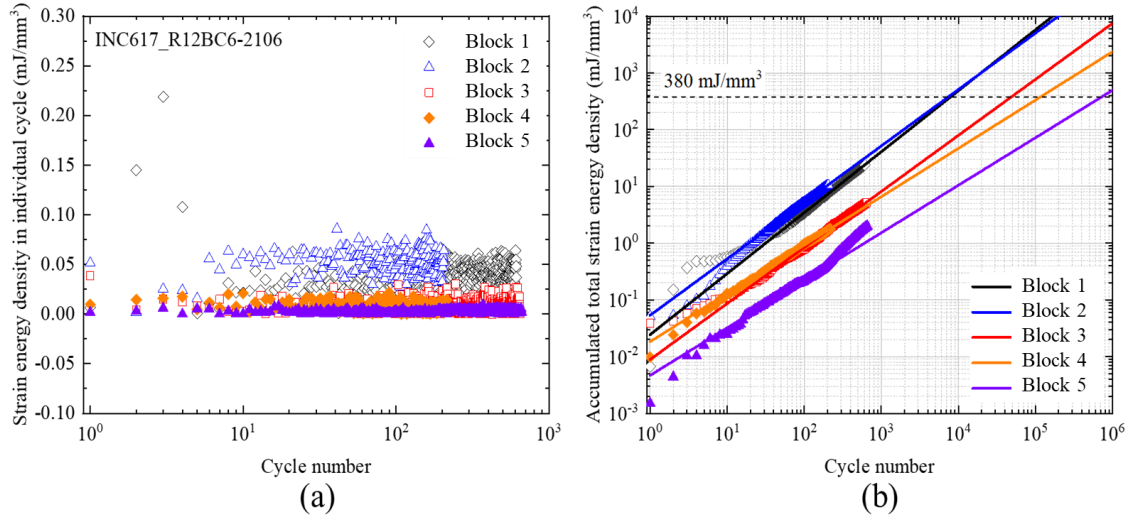 0.30
0.25
0.20
0.15
0.10
0.05
0.00
-0.05
-0.10
Strain energy density in individual cycle (mJ/mm³)
INC617_R12BC6-2106
Block 1
Block 2
Block 3
Block 4
Block 5
10⁰
10¹
10²
10³
Cycle number
(a)
10⁴
10³
10²
10¹
10⁰
10⁻¹
10⁻²
10⁻³
Accumulated total strain energy density (mJ/mm³)
380 mJ/mm³
Block 1
Block 2
Block 3
Block 4
Block 5
10⁰
10¹
10²
10³
10⁴
10⁵
10⁶
Cycle number
(b)